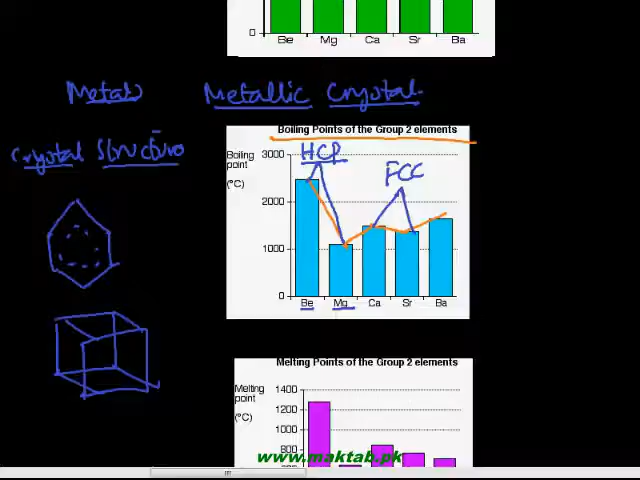 0
Be Mg Ca Sr Ba
Metals Metallic Crystal
Crystal Structure
Boiling Points of the Group 2 elements
Boiling
point
(°C)
3000
2000
1000
0
HCP
FCC
Be Mg Ca Sr Ba
Melting Points of the Group 2 elements
Melting
point
(°C)
1400
1200
1000
800
www.maktab.pk